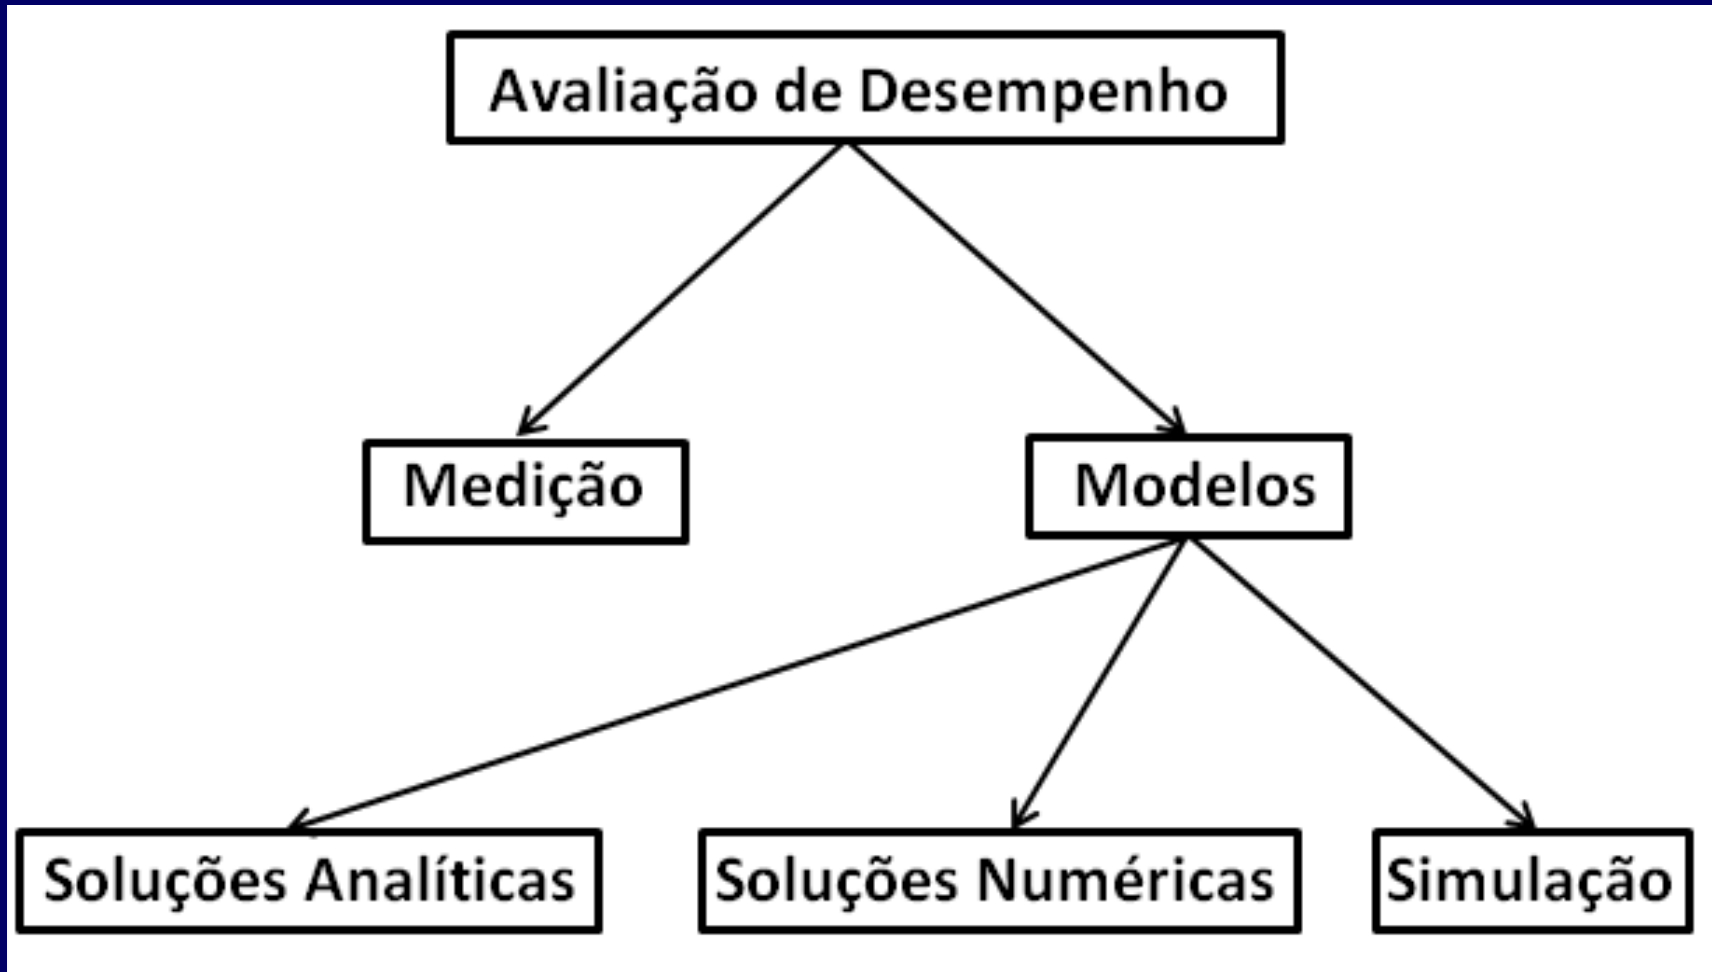 Avaliação de Desempenho
Medição
Modelos
Soluções Analíticas
Soluções Numéricas
Simulação